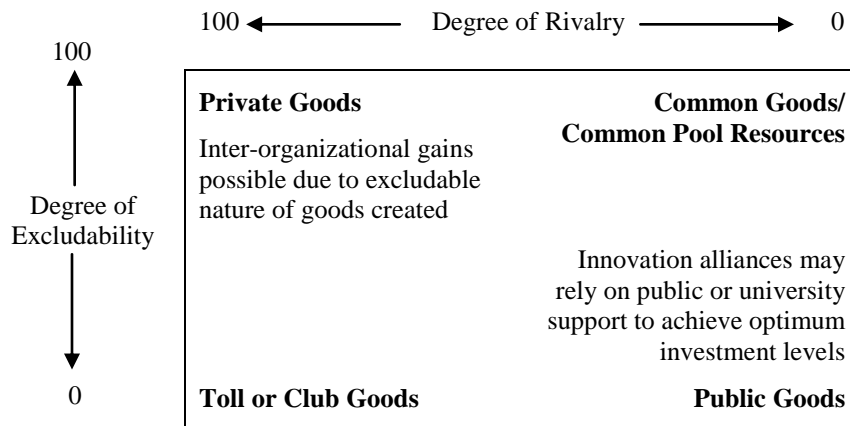 100 Degree of Rivalry 0
100
Private Goods
Common Goods/
Common Pool Resources
Inter-organizational gains
possible due to excludable
nature of goods created
Degree of
Excludability
Innovation alliances may
rely on public or university
support to achieve optimum
investment levels
0
Toll or Club Goods
Public Goods